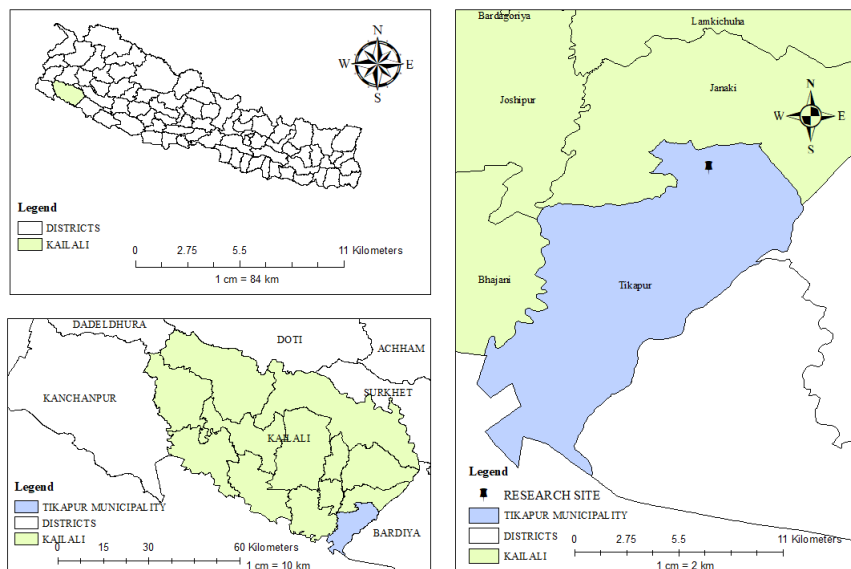 N
W E
S
Legend
DISTRICTS
KAILALI
0 2.75 5.5 11 Kilometers
1 cm = 84 km
DADELDHURA
DOTI
ACHHAM
SURKHET
KANCHANPUR
KAILALI
BARDIYA
Legend
TIKAPUR MUNICIPALITY
DISTRICTS
KAILALI
0 15 30 60 Kilometers
1 cm = 10 km
Bardagoriya
Lamkichuha
Joshipur
Janaki
N
W E
S
Bhajani
Tikapur
Legend
RESEARCH SITE
TIKAPUR MUNICIPALITY
DISTRICTS
KAILALI
0 2.75 5.5 11 Kilometers
1 cm = 2 km